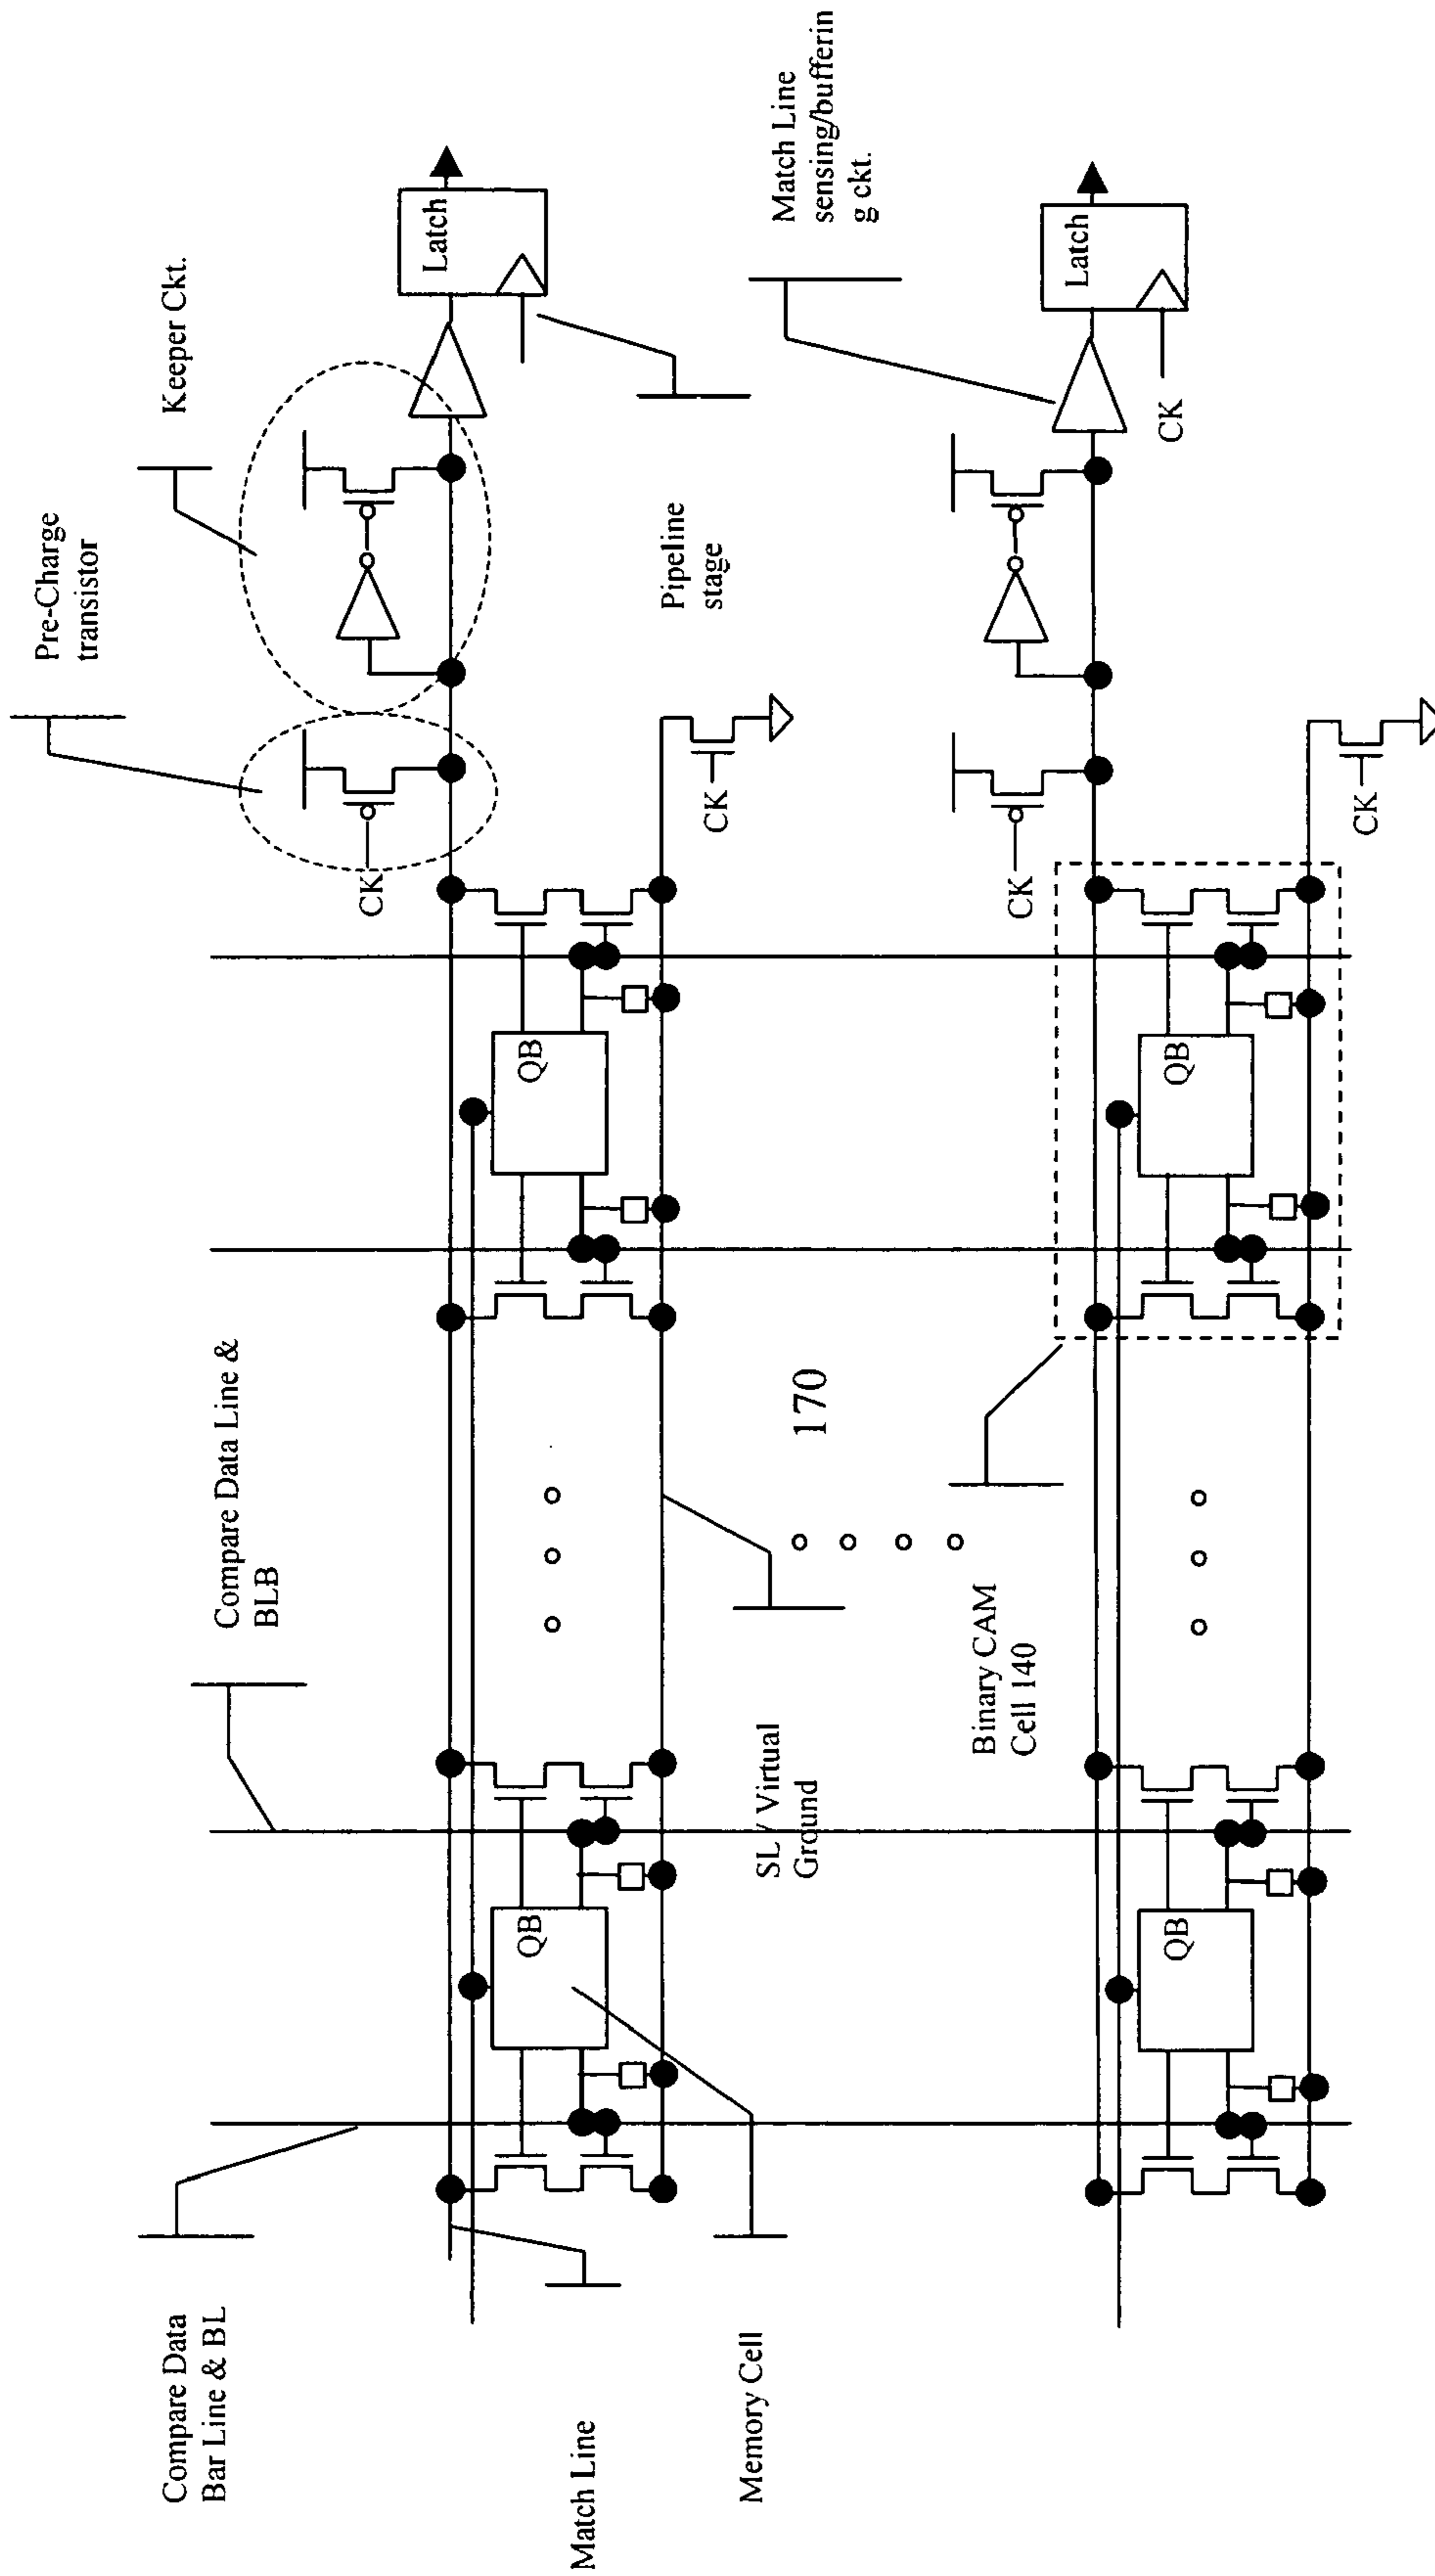 Compare Data
Bar Line & BL
Compare Data Line &
BLB
Pre-Charge
transistor
Keeper Ckt.
CK
Latch
Match Line
QB
QB
CK
Pipeline
stage
Memory Cell
SL / Virtual
Ground
170
Match Line
sensing/bufferin
g ckt.
Binary CAM
Cell 140
CK
Latch
CK
QB
QB
CK